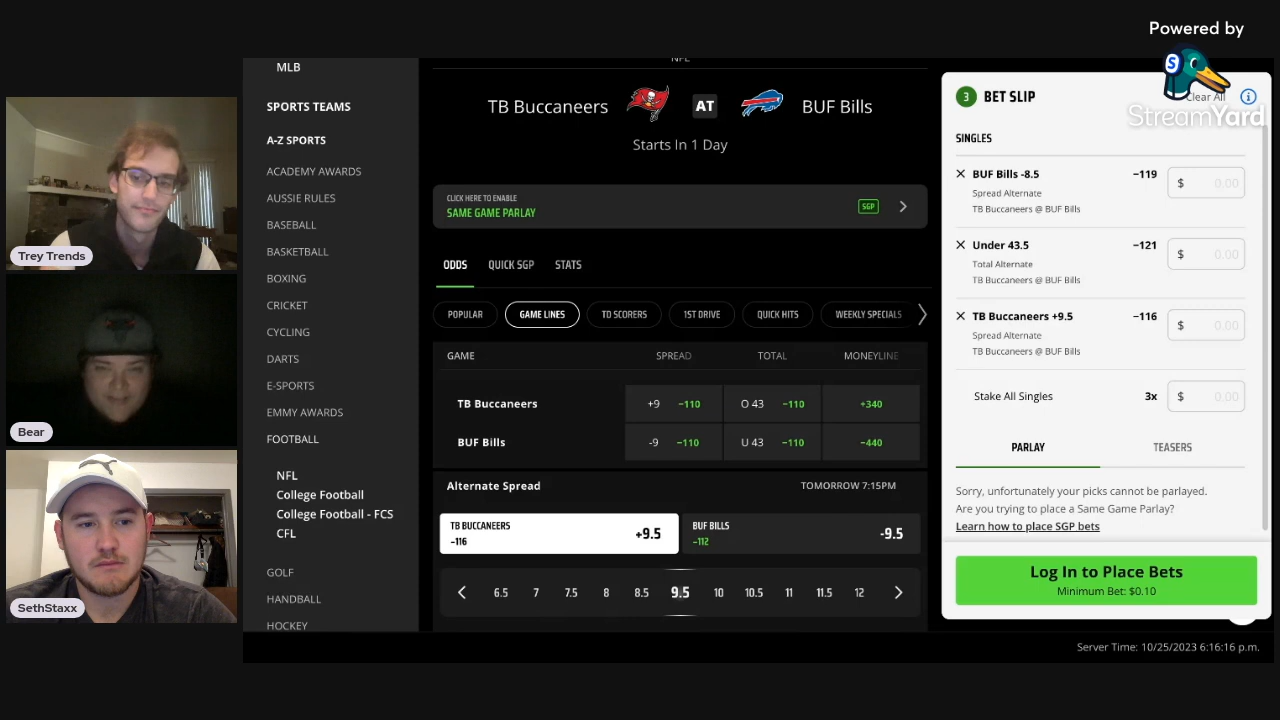 Powered by
StreamYard
Trey Trends
Bear
SethStaxx
MLB
SPORTS TEAMS
A-Z SPORTS
ACADEMY AWARDS
AUSSIE RULES
BASEBALL
BASKETBALL
BOXING
CRICKET
CYCLING
DARTS
E-SPORTS
EMMY AWARDS
FOOTBALL
NFL
College Football
College Football - FCS
CFL
GOLF
HANDBALL
HOCKEY
NFL
TB Buccaneers AT BUF Bills
Starts In 1 Day
CLICK HERE TO ENABLE
SAME GAME PARLAY SGP
ODDS QUICK SGP STATS
POPULAR GAME LINES TD SCORERS 1ST DRIVE QUICK HITS WEEKLY SPECIALS
GAME SPREAD TOTAL MONEYLINE
TB Buccaneers +9 −110 O 43 −110 +340
BUF Bills -9 −110 U 43 −110 −440
Alternate Spread TOMORROW 7:15PM
TB BUCCANEERS +9.5 BUF BILLS -9.5
−116 −112
6.5 7 7.5 8 8.5 9.5 10 10.5 11 11.5 12
3 BET SLIP Clear All
SINGLES
BUF Bills -8.5 −119 $ 0.00
Spread Alternate
TB Buccaneers @ BUF Bills
Under 43.5 −121 $ 0.00
Total Alternate
TB Buccaneers @ BUF Bills
TB Buccaneers +9.5 −116 $ 0.00
Spread Alternate
TB Buccaneers @ BUF Bills
Stake All Singles 3x $ 0.00
PARLAY TEASERS
Sorry, unfortunately your picks cannot be parlayed.
Are you trying to place a Same Game Parlay?
Learn how to place SGP bets
Log In to Place Bets
Minimum Bet: $0.10
Server Time: 10/25/2023 6:16:16 p.m.